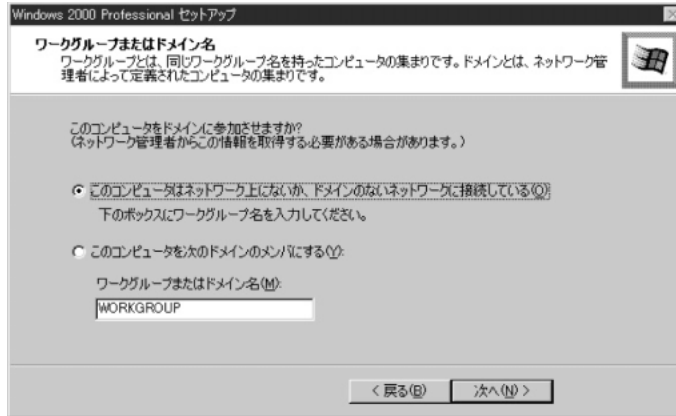 Windows 2000 Professional セットアップ
ワークグループまたはドメイン名
ワークグループとは、同じワークグループ名を持ったコンピュータの集まりです。ドメインとは、ネットワーク管
理者によって定義されたコンピュータの集まりです。
このコンピュータをドメインに参加させますか?
(ネットワーク管理者からこの情報を取得する必要がある場合があります。)
このコンピュータはネットワーク上にないか、ドメインのないネットワークに接続している(O)
下のボックスにワークグループ名を入力してください。
このコンピュータを次のドメインのメンバにする(Y):
ワークグループまたはドメイン名(M):
WORKGROUP
< 戻る(B) 次へ(N) >